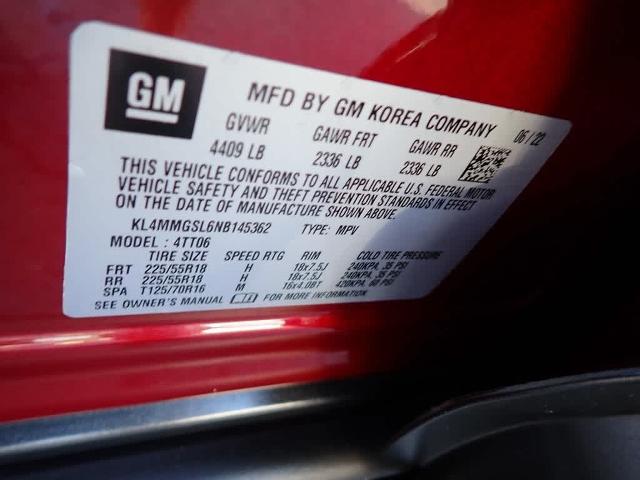 GM
MFD BY GM KOREA COMPANY 06/22
GVWR GAWR FRT GAWR RR
4409 LB 2336 LB 2336 LB
THIS VEHICLE CONFORMS TO ALL APPLICABLE U.S. FEDERAL MOTOR
VEHICLE SAFETY AND THEFT PREVENTION STANDARDS IN EFFECT
ON THE DATE OF MANUFACTURE SHOWN ABOVE.
KL4MMGSL6NB145362 TYPE: MPV
MODEL: 4TT06
TIRE SIZE SPEED RTG RIM COLD TIRE PRESSURE
FRT 225/55R18 H 18x7.5J 240KPA, 35 PSI
RR 225/55R18 H 18x7.5J 240KPA, 35 PSI
SPA T125/70R16 M 16x4.0BT 420KPA, 60 PSI
SEE OWNER'S MANUAL FOR MORE INFORMATION